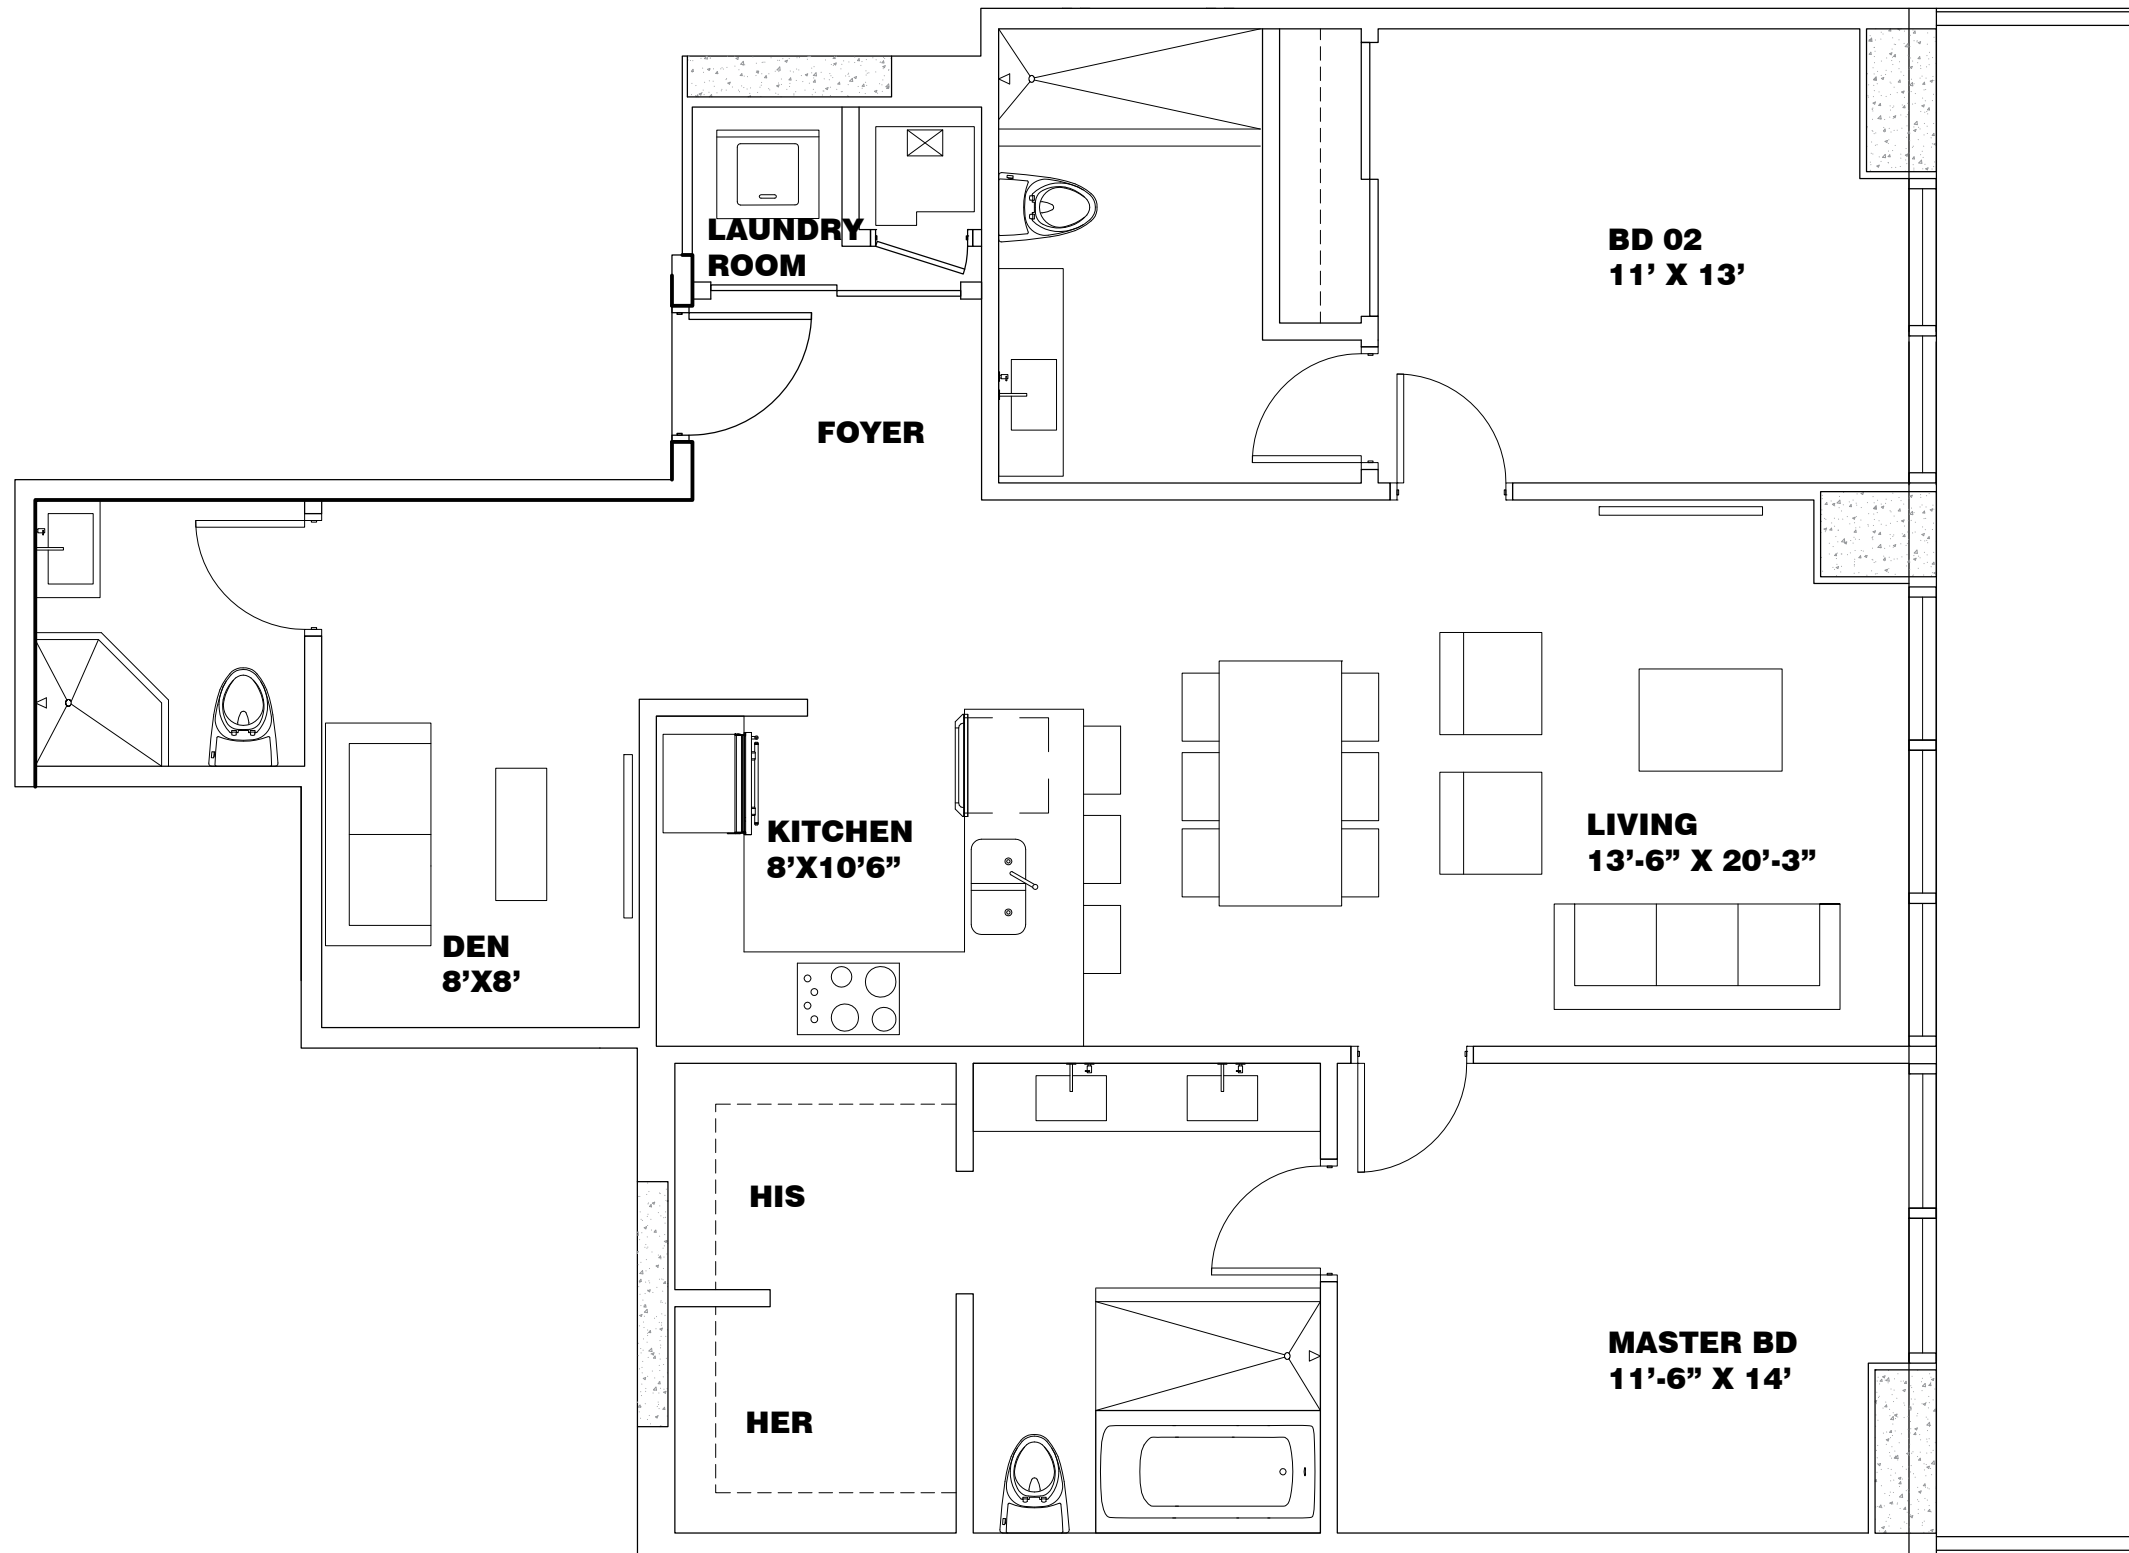 LAUNDRY
ROOM
BD 02
11’ X 13’
FOYER
KITCHEN
8’X10’6”
LIVING
13’-6” X 20’-3”
DEN
8’X8’
HIS
HER
MASTER BD
11’-6” X 14’